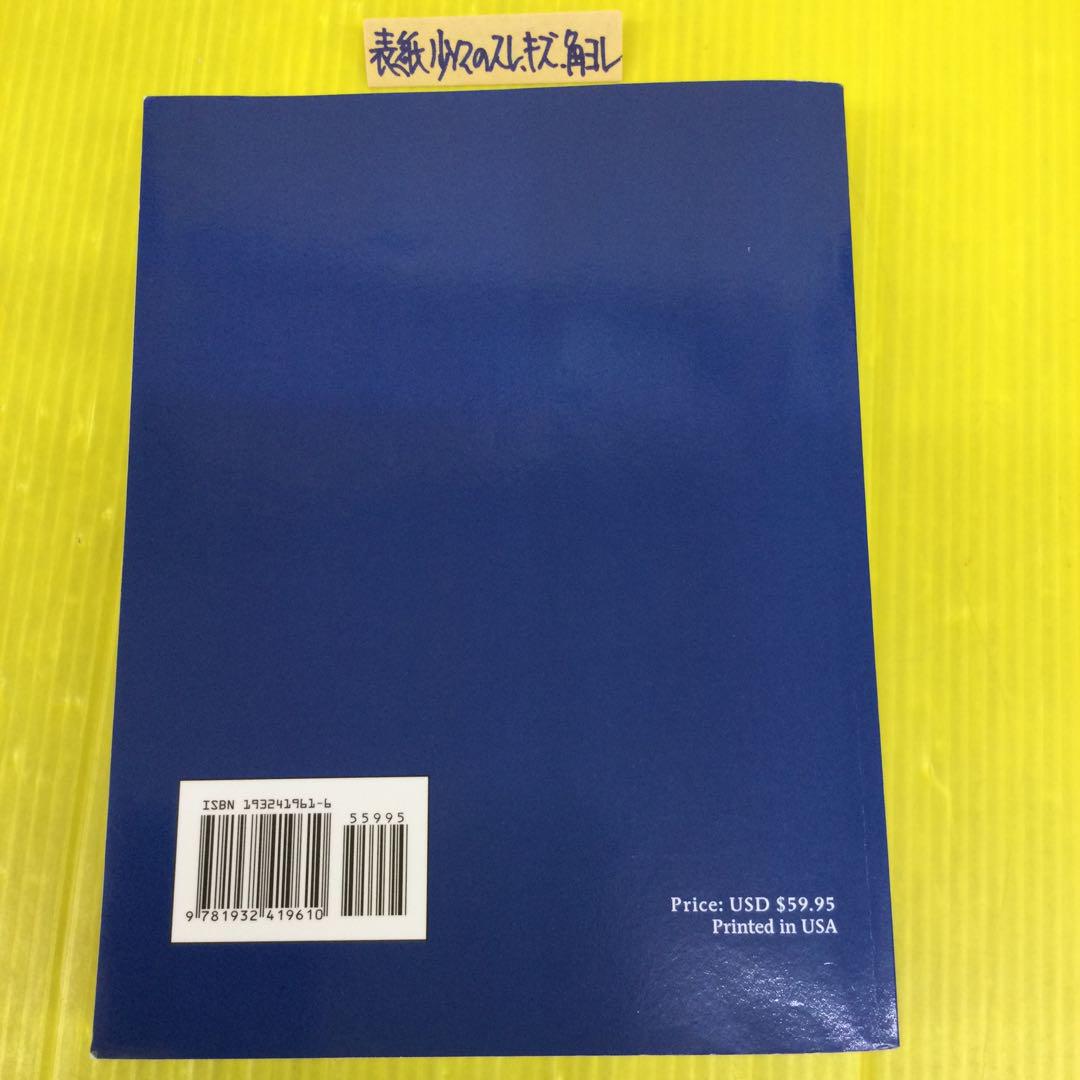 表紙少々のスレ、キズ、角ヨレ
ISBN 193241961-6
55995
9 781932 419610
Price: USD $59.95
Printed in USA